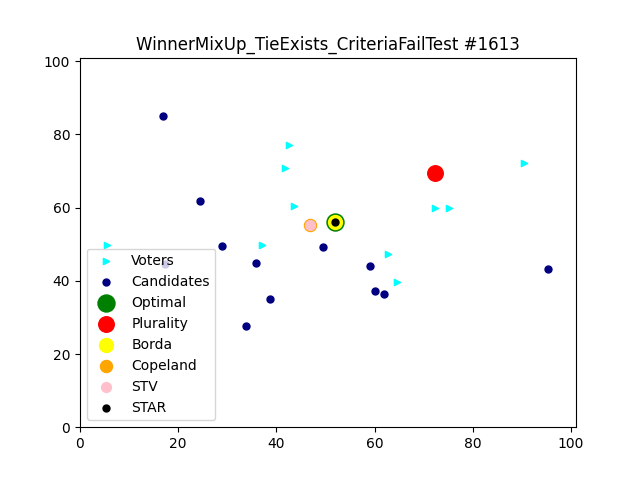 WinnerMixUp_TieExists_CriteriaFailTest #1613
100
80
60
40
20
0
Voters
Candidates
Optimal
Plurality
Borda
Copeland
STV
STAR
0 20 40 60 80 100